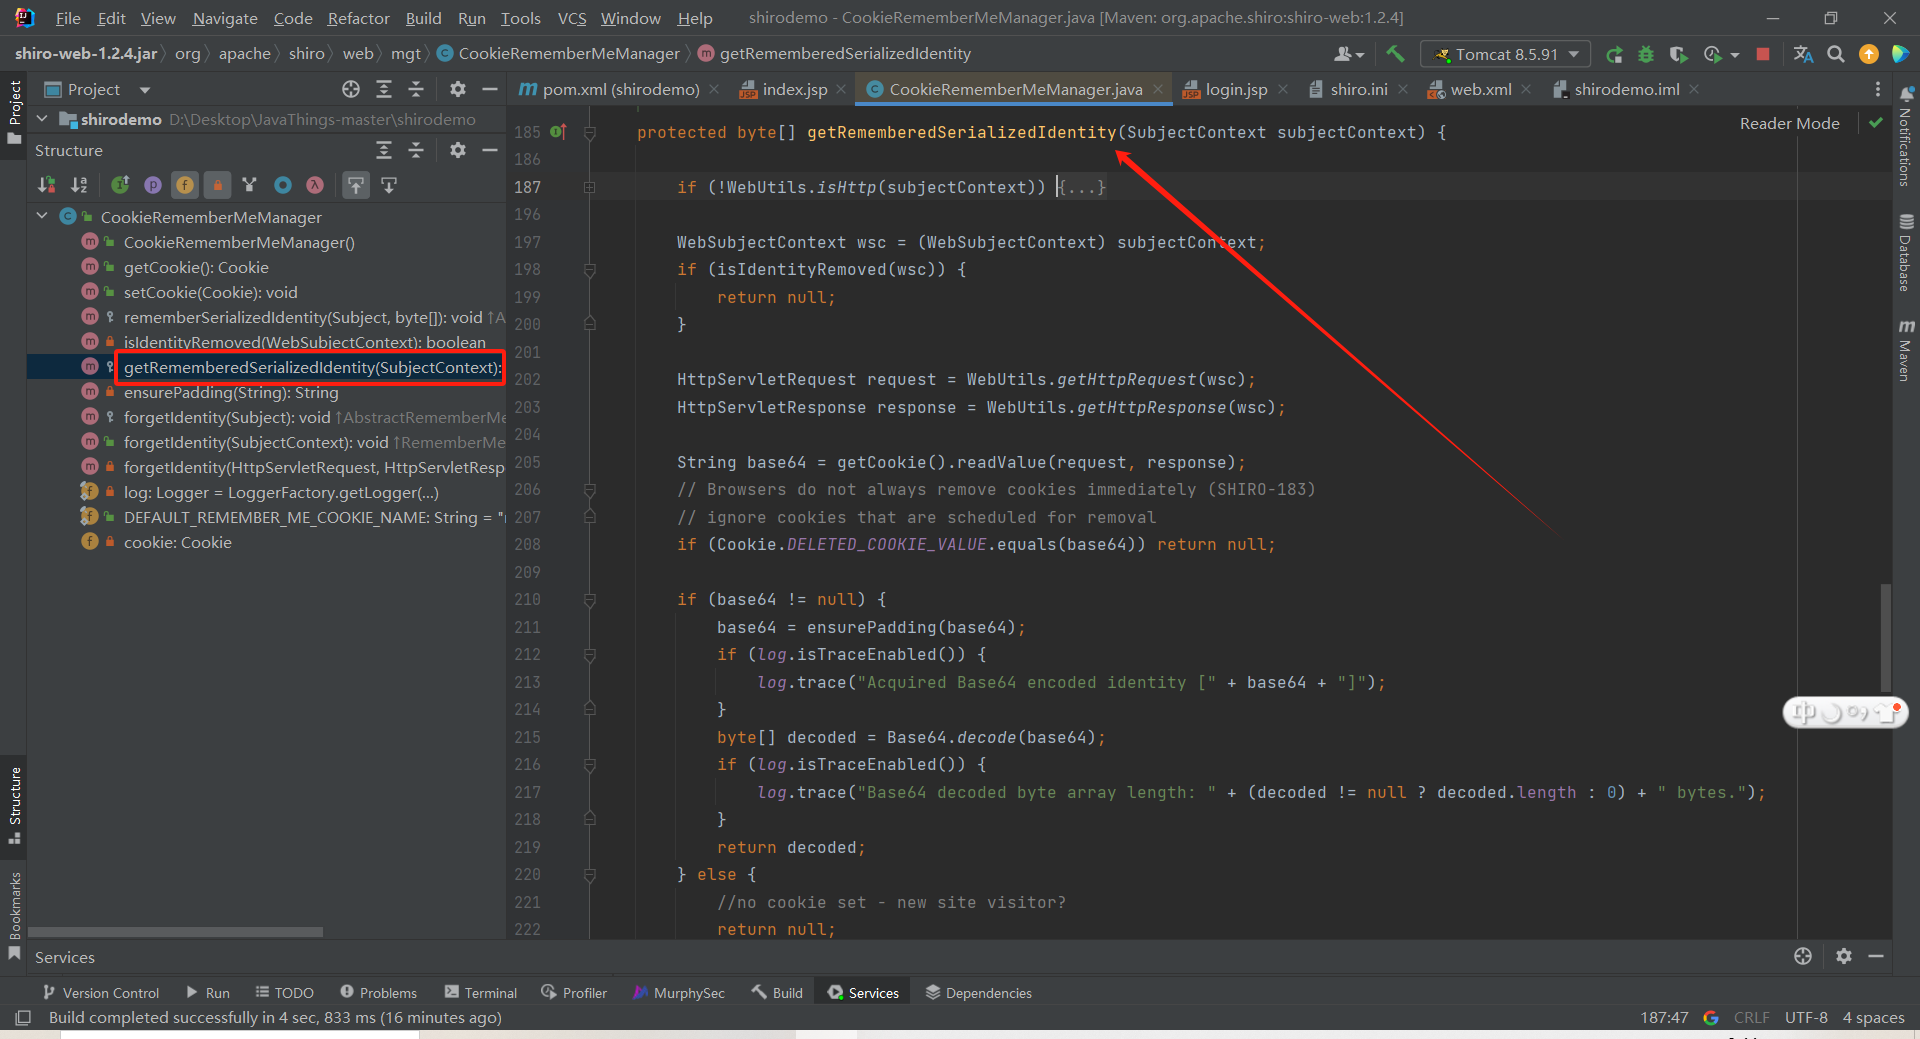 File Edit View Navigate Code Refactor Build Run Tools VCS Window Help shirodemo - CookieRememberMeManager.java [Maven: org.apache.shiro:shiro-web:1.2.4]
shiro-web-1.2.4.jar org apache shiro web mgt CookieRememberMeManager getRememberedSerializedIdentity Tomcat 8.5.91
Project
pom.xml (shirodemo) index.jsp CookieRememberMeManager.java login.jsp shiro.ini web.xml shirodemo.iml
shirodemo D:\Desktop\JavaThings-master\shirodemo
Structure
CookieRememberMeManager
CookieRememberMeManager()
getCookie(): Cookie
setCookie(Cookie): void
rememberSerializedIdentity(Subject, byte[]): void ↑A
isIdentityRemoved(WebSubjectContext): boolean
getRememberedSerializedIdentity(SubjectContext):
ensurePadding(String): String
forgetIdentity(Subject): void ↑AbstractRememberMe
forgetIdentity(SubjectContext): void ↑RememberMe
forgetIdentity(HttpServletRequest, HttpServletResp
log: Logger = LoggerFactory.getLogger(...)
DEFAULT_REMEMBER_ME_COOKIE_NAME: String = "r
cookie: Cookie
Reader Mode
185 protected byte[] getRememberedSerializedIdentity(SubjectContext subjectContext) {
186
187 if (!WebUtils.isHttp(subjectContext)) {...}
196
197 WebSubjectContext wsc = (WebSubjectContext) subjectContext;
198 if (isIdentityRemoved(wsc)) {
199 return null;
200 }
201
202 HttpServletRequest request = WebUtils.getHttpRequest(wsc);
203 HttpServletResponse response = WebUtils.getHttpResponse(wsc);
204
205 String base64 = getCookie().readValue(request, response);
206 // Browsers do not always remove cookies immediately (SHIRO-183)
207 // ignore cookies that are scheduled for removal
208 if (Cookie.DELETED_COOKIE_VALUE.equals(base64)) return null;
209
210 if (base64 != null) {
211 base64 = ensurePadding(base64);
212 if (log.isTraceEnabled()) {
213 log.trace("Acquired Base64 encoded identity [" + base64 + "]");
214 }
215 byte[] decoded = Base64.decode(base64);
216 if (log.isTraceEnabled()) {
217 log.trace("Base64 decoded byte array length: " + (decoded != null ? decoded.length : 0) + " bytes.");
218 }
219 return decoded;
220 } else {
221 //no cookie set - new site visitor?
222 return null;
Project
Structure
Bookmarks
Notifications
Database
Maven
中
Services
Version Control Run TODO Problems Terminal Profiler MurphySec Build Services Dependencies
Build completed successfully in 4 sec, 833 ms (16 minutes ago) 187:47 CRLF UTF-8 4 spaces